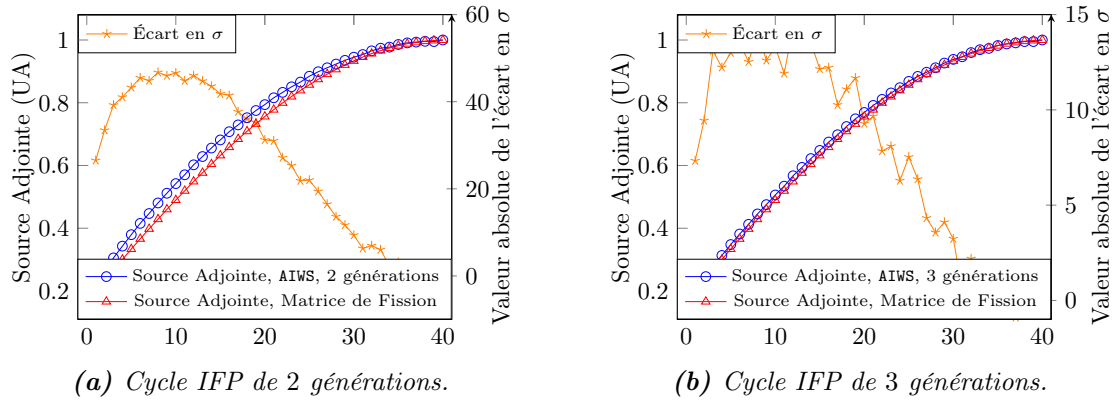 Écart en σ
Source Adjointe (UA)
1
0.8
0.6
0.4
0.2
60
40
20
0
Valeur absolue de l'écart en σ
Source Adjointe, AIWS, 2 générations
Source Adjointe, Matrice de Fission
0 10 20 30 40
(a) Cycle IFP de 2 générations.
Écart en σ
Source Adjointe (UA)
1
0.8
0.6
0.4
0.2
15
10
5
0
Valeur absolue de l'écart en σ
Source Adjointe, AIWS, 3 générations
Source Adjointe, Matrice de Fission
0 10 20 30 40
(b) Cycle IFP de 3 générations.